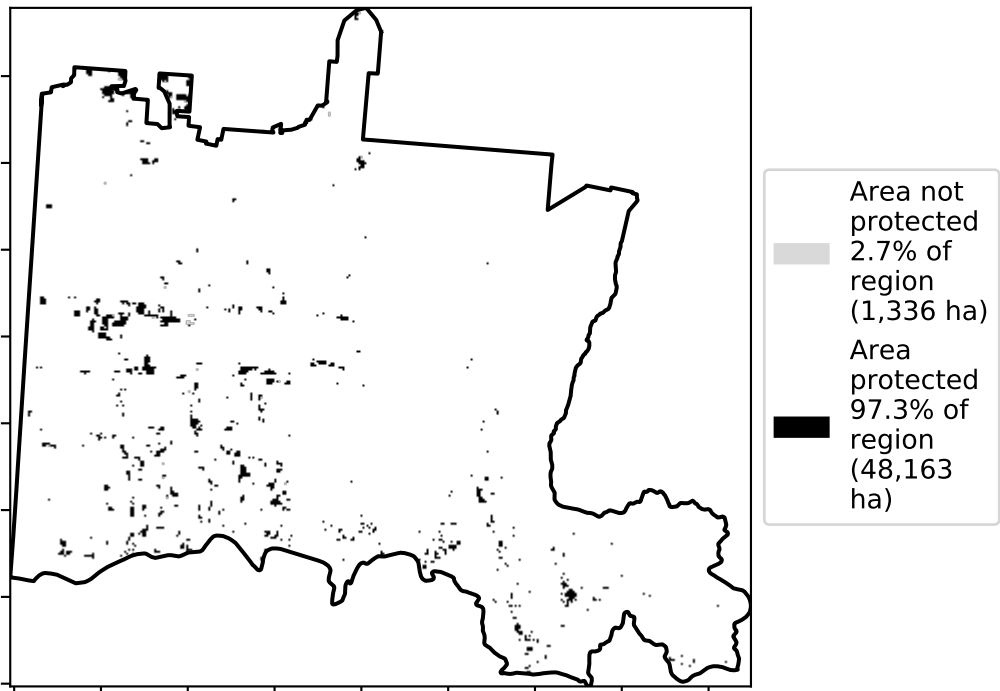 Area not
protected
2.7% of
region
(1,336 ha)
Area
protected
97.3% of
region
(48,163
ha)